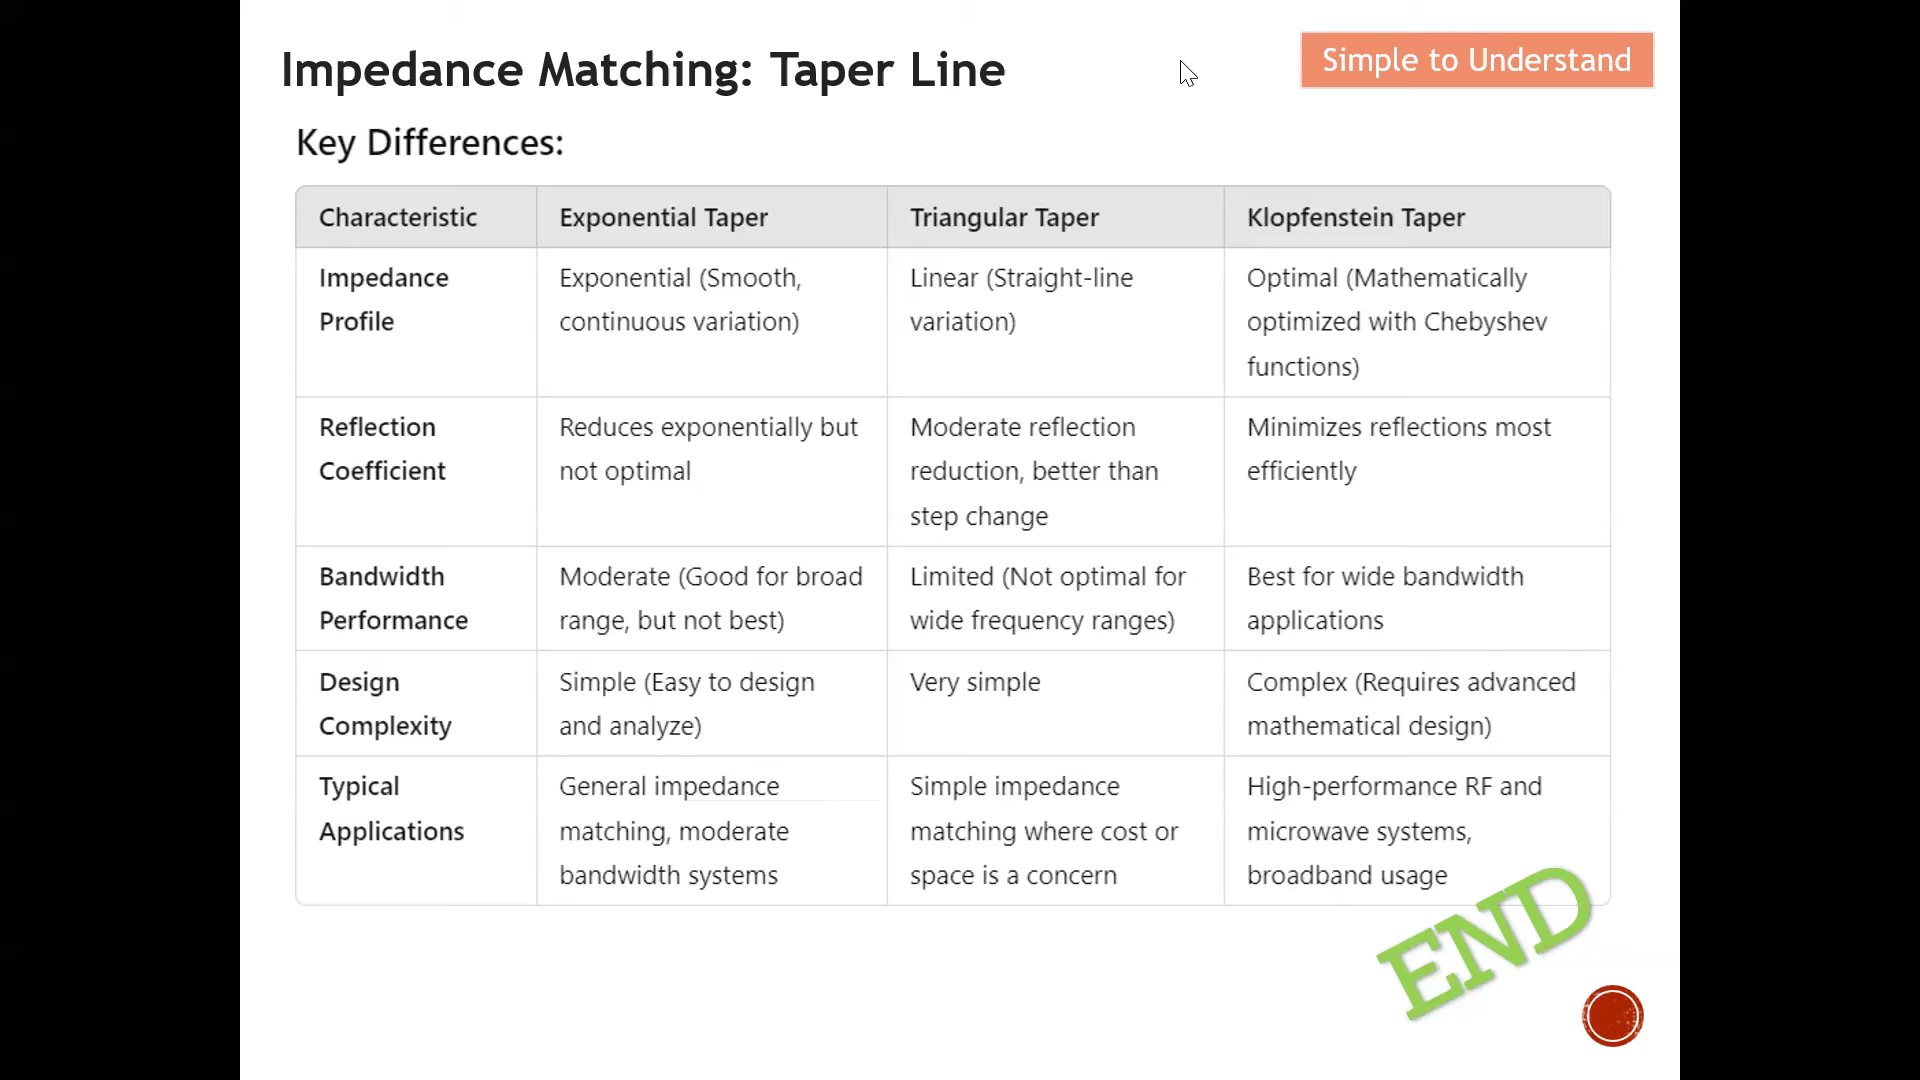 Impedance Matching: Taper Line
Simple to Understand
Key Differences:
Characteristic
Exponential Taper
Triangular Taper
Klopfenstein Taper
Impedance
Profile
Exponential (Smooth,
continuous variation)
Linear (Straight-line
variation)
Optimal (Mathematically
optimized with Chebyshev
functions)
Reflection
Coefficient
Reduces exponentially but
not optimal
Moderate reflection
reduction, better than
step change
Minimizes reflections most
efficiently
Bandwidth
Performance
Moderate (Good for broad
range, but not best)
Limited (Not optimal for
wide frequency ranges)
Best for wide bandwidth
applications
Design
Complexity
Simple (Easy to design
and analyze)
Very simple
Complex (Requires advanced
mathematical design)
Typical
Applications
General impedance
matching, moderate
bandwidth systems
Simple impedance
matching where cost or
space is a concern
High-performance RF and
microwave systems,
broadband usage
END